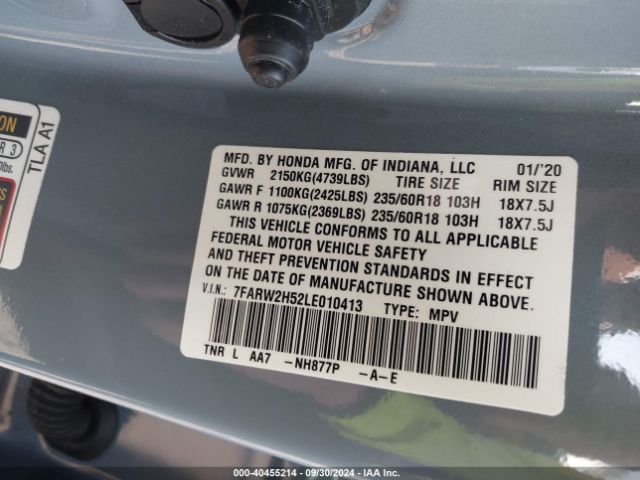 ON
R 3
0lbs.
TLA A1
MFD. BY HONDA MFG. OF INDIANA, LLC 01/'20
GVWR 2150KG(4739LBS) TIRE SIZE RIM SIZE
GAWR F 1100KG(2425LBS) 235/60R18 103H 18X7.5J
GAWR R 1075KG(2369LBS) 235/60R18 103H 18X7.5J
THIS VEHICLE CONFORMS TO ALL APPLICABLE
FEDERAL MOTOR VEHICLE SAFETY
AND THEFT PREVENTION STANDARDS IN EFFECT
ON THE DATE OF MANUFACTURE SHOWN ABOVE.
V.I.N.: 7FARW2H52LE010413 TYPE: MPV
TNR L AA7 -NH877P -A-E
000-40455214 - 09/30/2024 - IAA Inc.